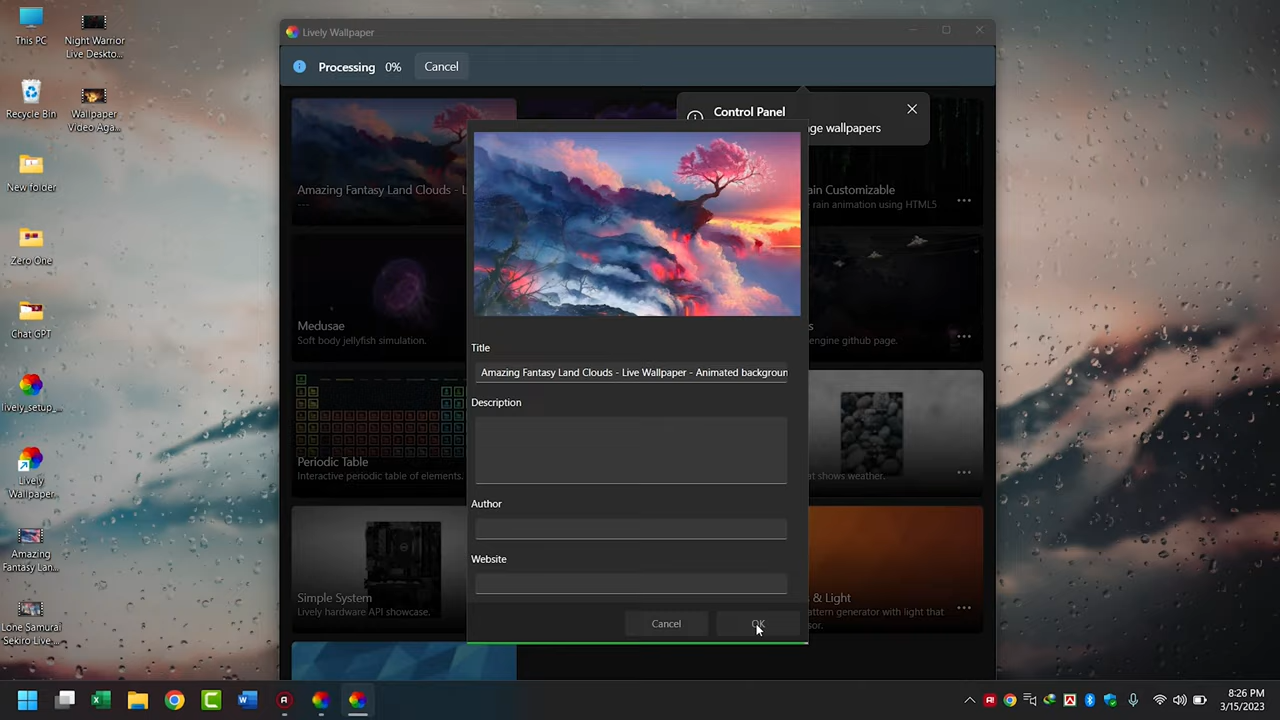 This PC
Night Warrior
Live Deskto...
Recycle Bin
Wallpaper
Video Aga...
New folder
Zero One
Chat GPT
lively_setup_...
Lively
Wallpaper
Amazing
Fantasy Lan...
Lone Samurai
Sekiro Live...
Lively Wallpaper
Processing 0% Cancel
Control Panel
ge wallpapers
Amazing Fantasy Land Clouds - L
---
ain Customizable
e rain animation using HTML5
Medusae
Soft body jellyfish simulation.
s
engine github page.
Periodic Table
Interactive periodic table of elements.
at shows weather.
Simple System
Lively hardware API showcase.
s & Light
attern generator with light that
sor.
Title
Amazing Fantasy Land Clouds - Live Wallpaper - Animated backgroun
Description
Author
Website
Cancel
OK
8:26 PM
3/15/2023